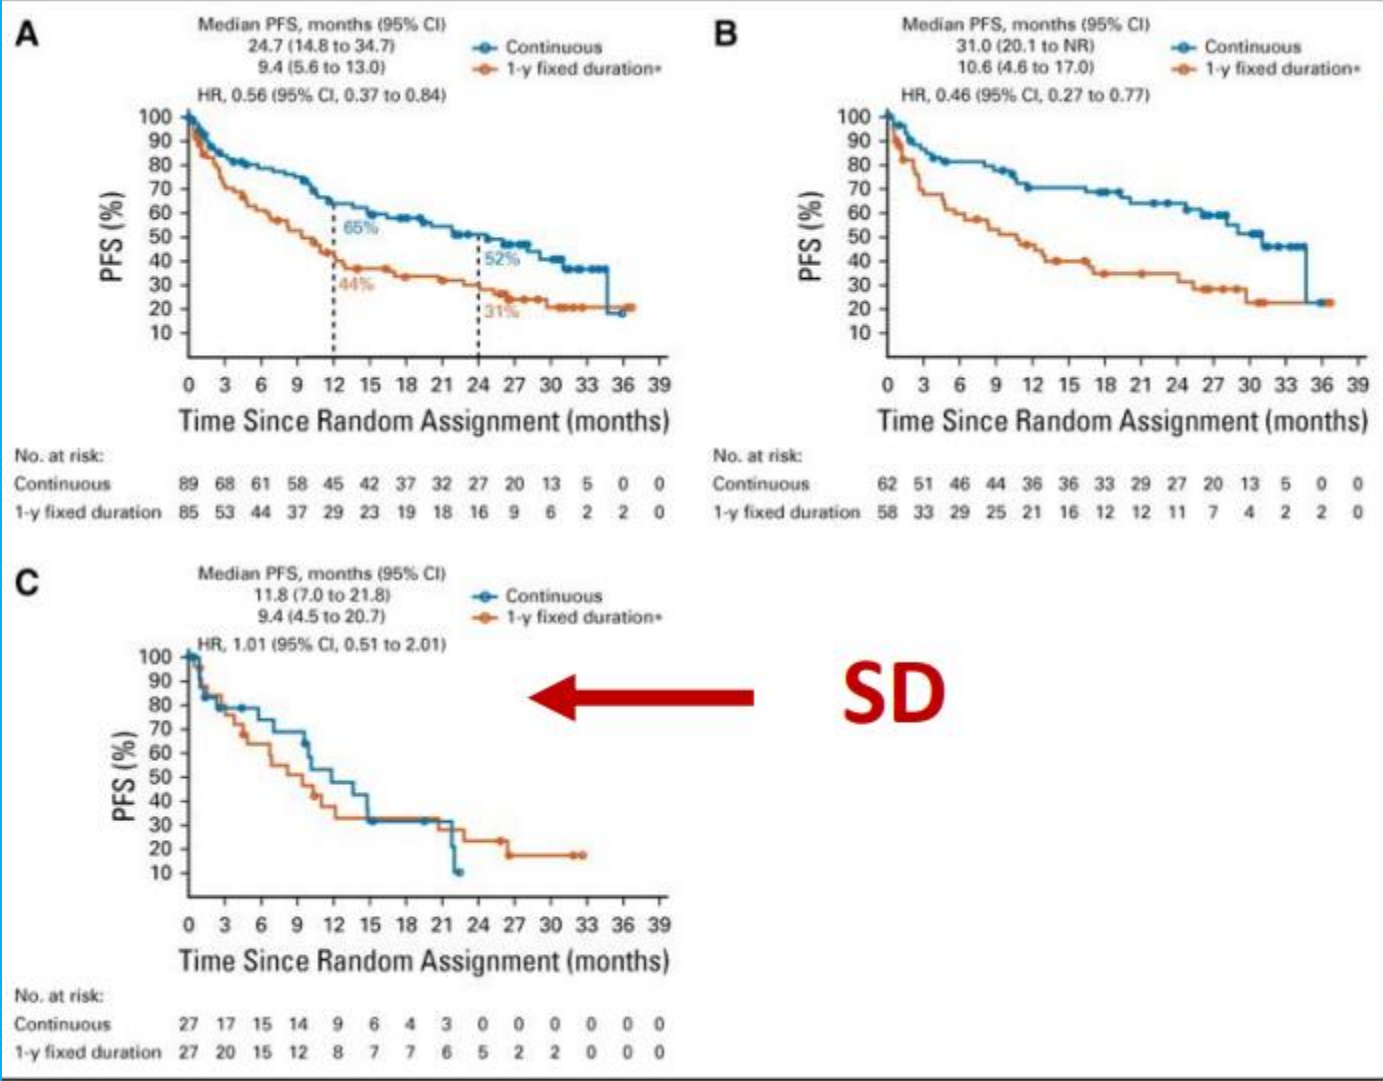 A
Median PFS, months (95% CI)
24.7 (14.8 to 34.7)
9.4 (5.6 to 13.0)
HR, 0.56 (95% CI, 0.37 to 0.84)
Continuous
1-y fixed duration*
100
90
80
70
60
50
40
30
20
10
PFS (%)
65%
44%
52%
31%
0 3 6 9 12 15 18 21 24 27 30 33 36 39
Time Since Random Assignment (months)
No. at risk:
Continuous 89 68 61 58 45 42 37 32 27 20 13 5 0 0
1-y fixed duration 85 53 44 37 29 23 19 18 16 9 6 2 2 0
B
Median PFS, months (95% CI)
31.0 (20.1 to NR)
10.6 (4.6 to 17.0)
HR, 0.46 (95% CI, 0.27 to 0.77)
Continuous
1-y fixed duration*
100
90
80
70
60
50
40
30
20
10
PFS (%)
0 3 6 9 12 15 18 21 24 27 30 33 36 39
Time Since Random Assignment (months)
No. at risk:
Continuous 62 51 46 44 36 36 33 29 27 20 13 5 0 0
1-y fixed duration 58 33 29 25 21 16 12 12 11 7 4 2 2 0
C
Median PFS, months (95% CI)
11.8 (7.0 to 21.8)
9.4 (4.5 to 20.7)
HR, 1.01 (95% CI, 0.51 to 2.01)
Continuous
1-y fixed duration*
100
90
80
70
60
50
40
30
20
10
PFS (%)
0 3 6 9 12 15 18 21 24 27 30 33 36 39
Time Since Random Assignment (months)
No. at risk:
Continuous 27 17 15 14 9 6 4 3 0 0 0 0 0 0
1-y fixed duration 27 20 15 12 8 7 7 6 5 2 2 0 0 0
SD